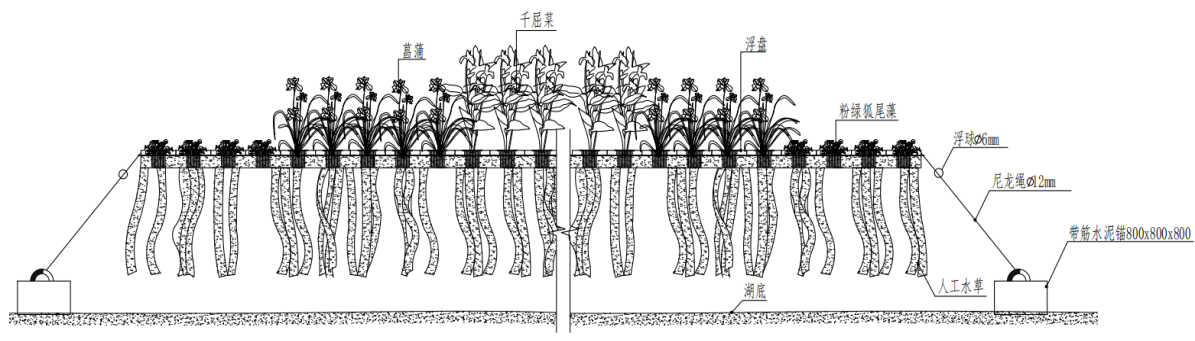 千屈菜
菖蒲
浮盘
粉绿狐尾藻
浮球Ø6mm
尼龙绳Ø12mm
带筋水泥锚800x800x800
人工水草
湖底